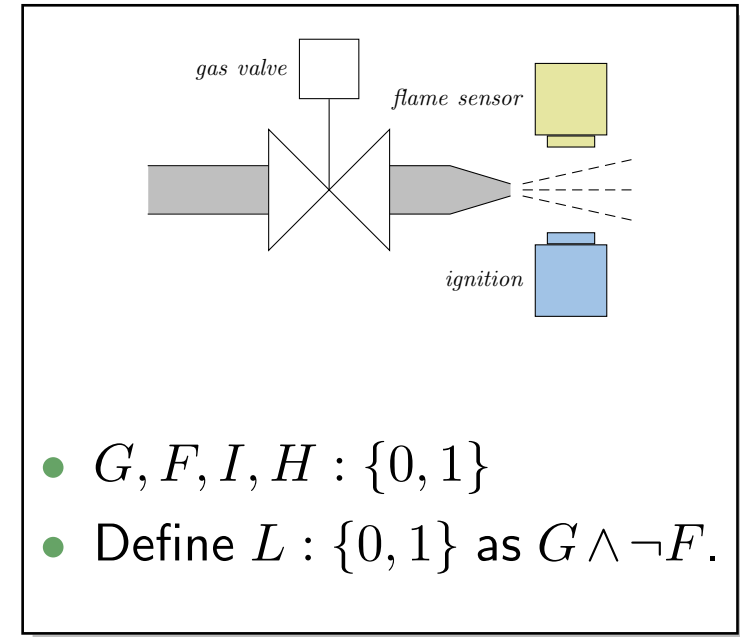 gas valve
flame sensor
ignition
• G, F, I, H : {0, 1}
• Define L : {0, 1} as G ∧ ¬F.